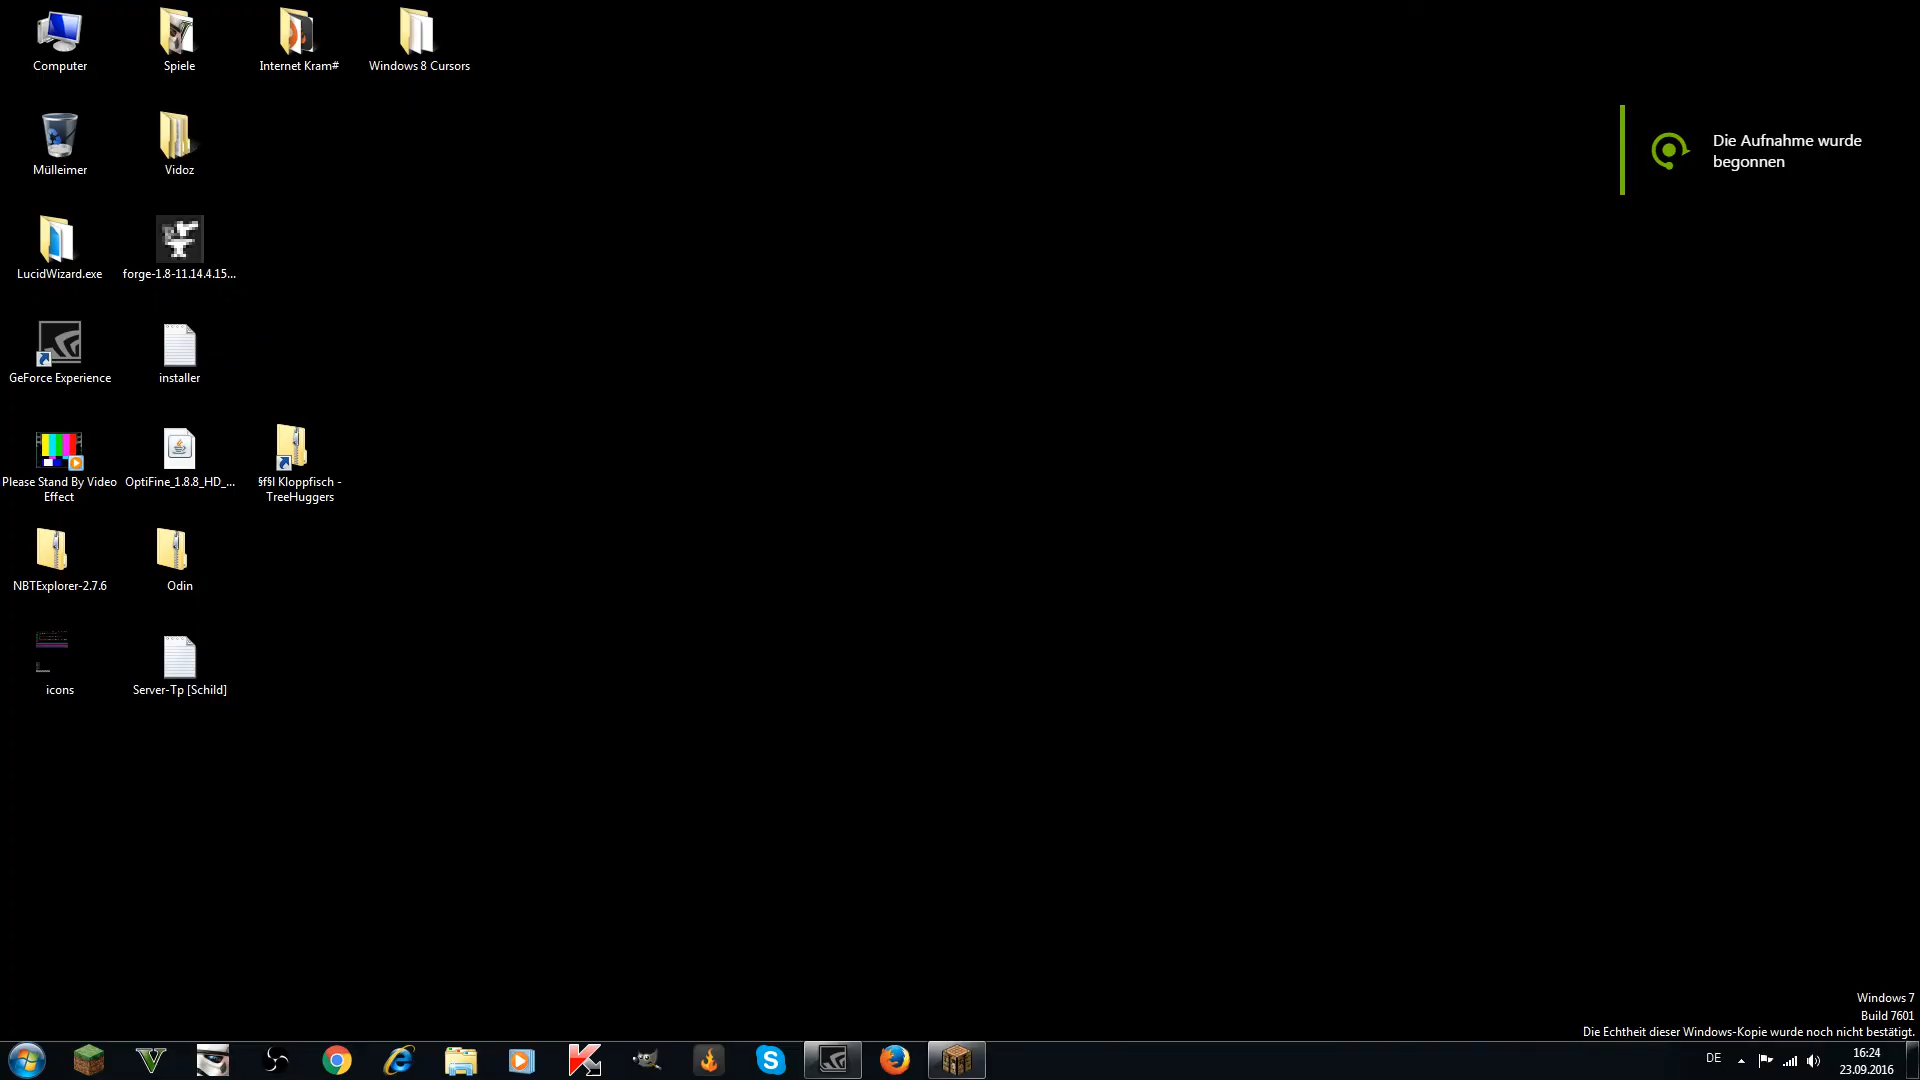 Computer
Spiele
Internet Kram#
Windows 8 Cursors
Mülleimer
Vidoz
Die Aufnahme wurde
begonnen
LucidWizard.exe
forge-1.8-11.14.4.15...
GeForce Experience
installer
Please Stand By Video
Effect
OptiFine_1.8.8_HD_...
§f§l Kloppfisch -
TreeHuggers
NBTExplorer-2.7.6
Odin
icons
Server-Tp [Schild]
Windows 7
Build 7601
Die Echtheit dieser Windows-Kopie wurde noch nicht bestätigt.
DE
16:24
23.09.2016